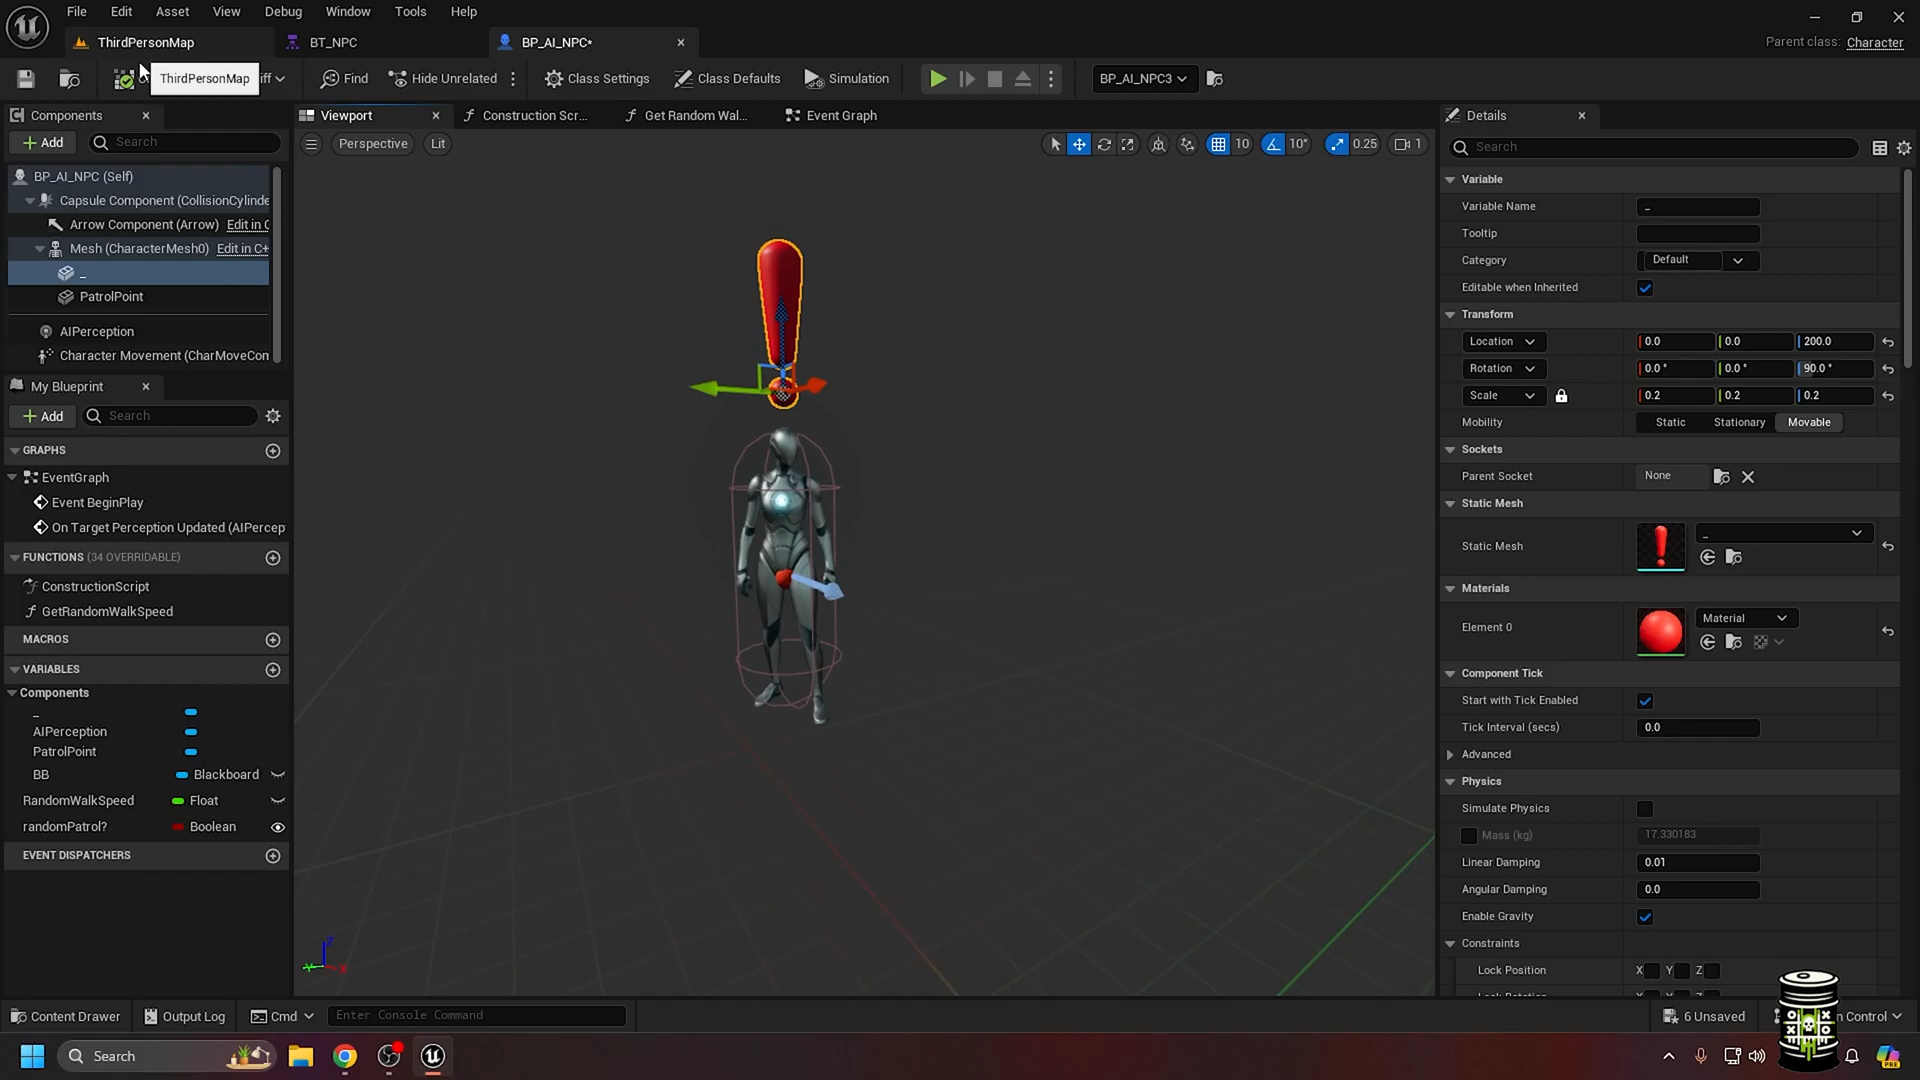 File Edit Asset View Debug Window Tools Help
ThirdPersonMap BT_NPC BP_AI_NPC*
Parent class: Character
ThirdPersonMap
iff Find Hide Unrelated Class Settings Class Defaults Simulation BP_AI_NPC3
Components
Add Search
BP_AI_NPC (Self)
Capsule Component (CollisionCylinde
Arrow Component (Arrow) Edit in C
Mesh (CharacterMesh0) Edit in C+
_
PatrolPoint
AIPerception
Character Movement (CharMoveCom
My Blueprint
Add Search
GRAPHS
EventGraph
Event BeginPlay
On Target Perception Updated (AIPercep
FUNCTIONS (34 OVERRIDABLE)
ConstructionScript
GetRandomWalkSpeed
MACROS
VARIABLES
Components
_
AIPerception
PatrolPoint
BB Blackboard
RandomWalkSpeed Float
randomPatrol? Boolean
EVENT DISPATCHERS
Viewport Construction Scr... Get Random Wal... Event Graph
Perspective Lit
10 10° 0.25 1
Z
Y X
Details
Search
Variable
Variable Name _
Tooltip
Category Default
Editable when Inherited
Transform
Location 0.0 0.0 200.0
Rotation 0.0 ° 0.0 ° 90.0 °
Scale 0.2 0.2 0.2
Mobility Static Stationary Movable
Sockets
Parent Socket None
Static Mesh
Static Mesh _
Materials
Element 0 Material
Component Tick
Start with Tick Enabled
Tick Interval (secs) 0.0
Advanced
Physics
Simulate Physics
Mass (kg) 17.330183
Linear Damping 0.01
Angular Damping 0.0
Enable Gravity
Constraints
Lock Position X Y Z
Content Drawer Output Log Cmd Enter Console Command 6 Unsaved n Control
Search
PRE